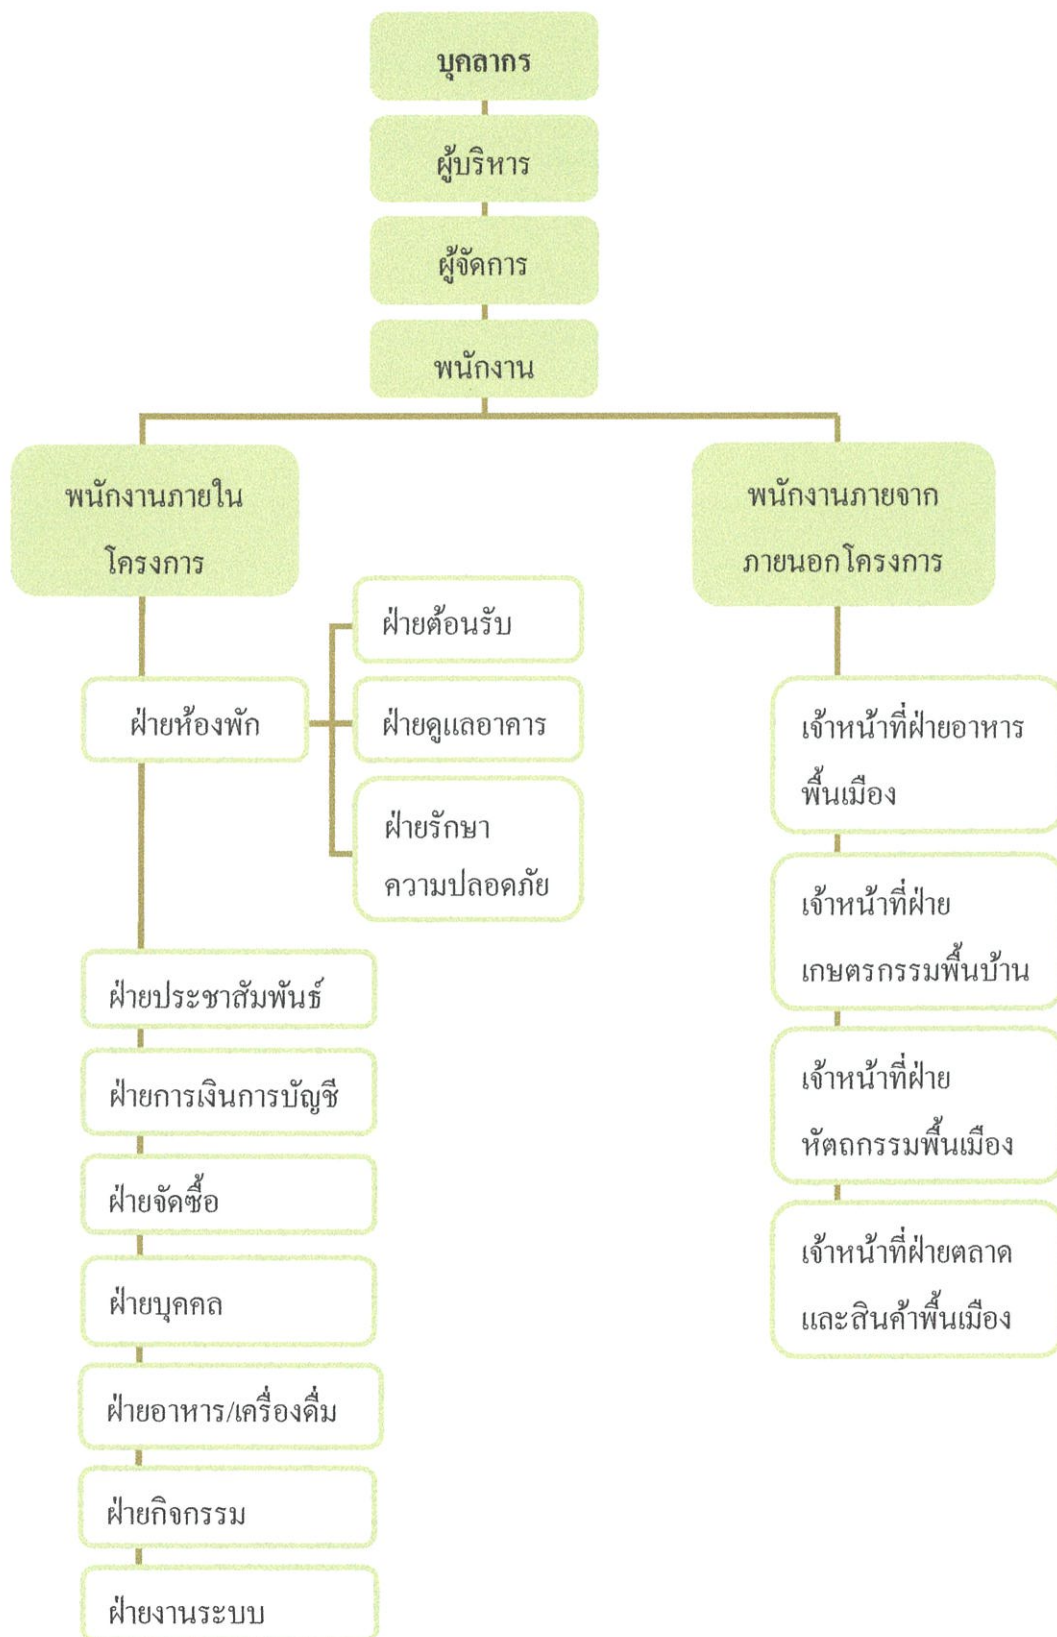 บุคลากร
ผู้บริหาร
ผู้จัดการ
พนักงาน
พนักงานภายใน
โครงการ
ฝ่ายห้องพัก
ฝ่ายต้อนรับ
ฝ่ายดูแลอาคาร
ฝ่ายรักษา
ความปลอดภัย
ฝ่ายประชาสัมพันธ์
ฝ่ายการเงินการบัญชี
ฝ่ายจัดซื้อ
ฝ่ายบุคคล
ฝ่ายอาหาร/เครื่องดื่ม
ฝ่ายกิจกรรม
ฝ่ายงานระบบ
พนักงานภายจาก
ภายนอกโครงการ
เจ้าหน้าที่ฝ่ายอาหาร
พื้นเมือง
เจ้าหน้าที่ฝ่าย
เกษตรกรรมพื้นบ้าน
เจ้าหน้าที่ฝ่าย
หัตถกรรมพื้นเมือง
เจ้าหน้าที่ฝ่ายตลาด
และสินค้าพื้นเมือง